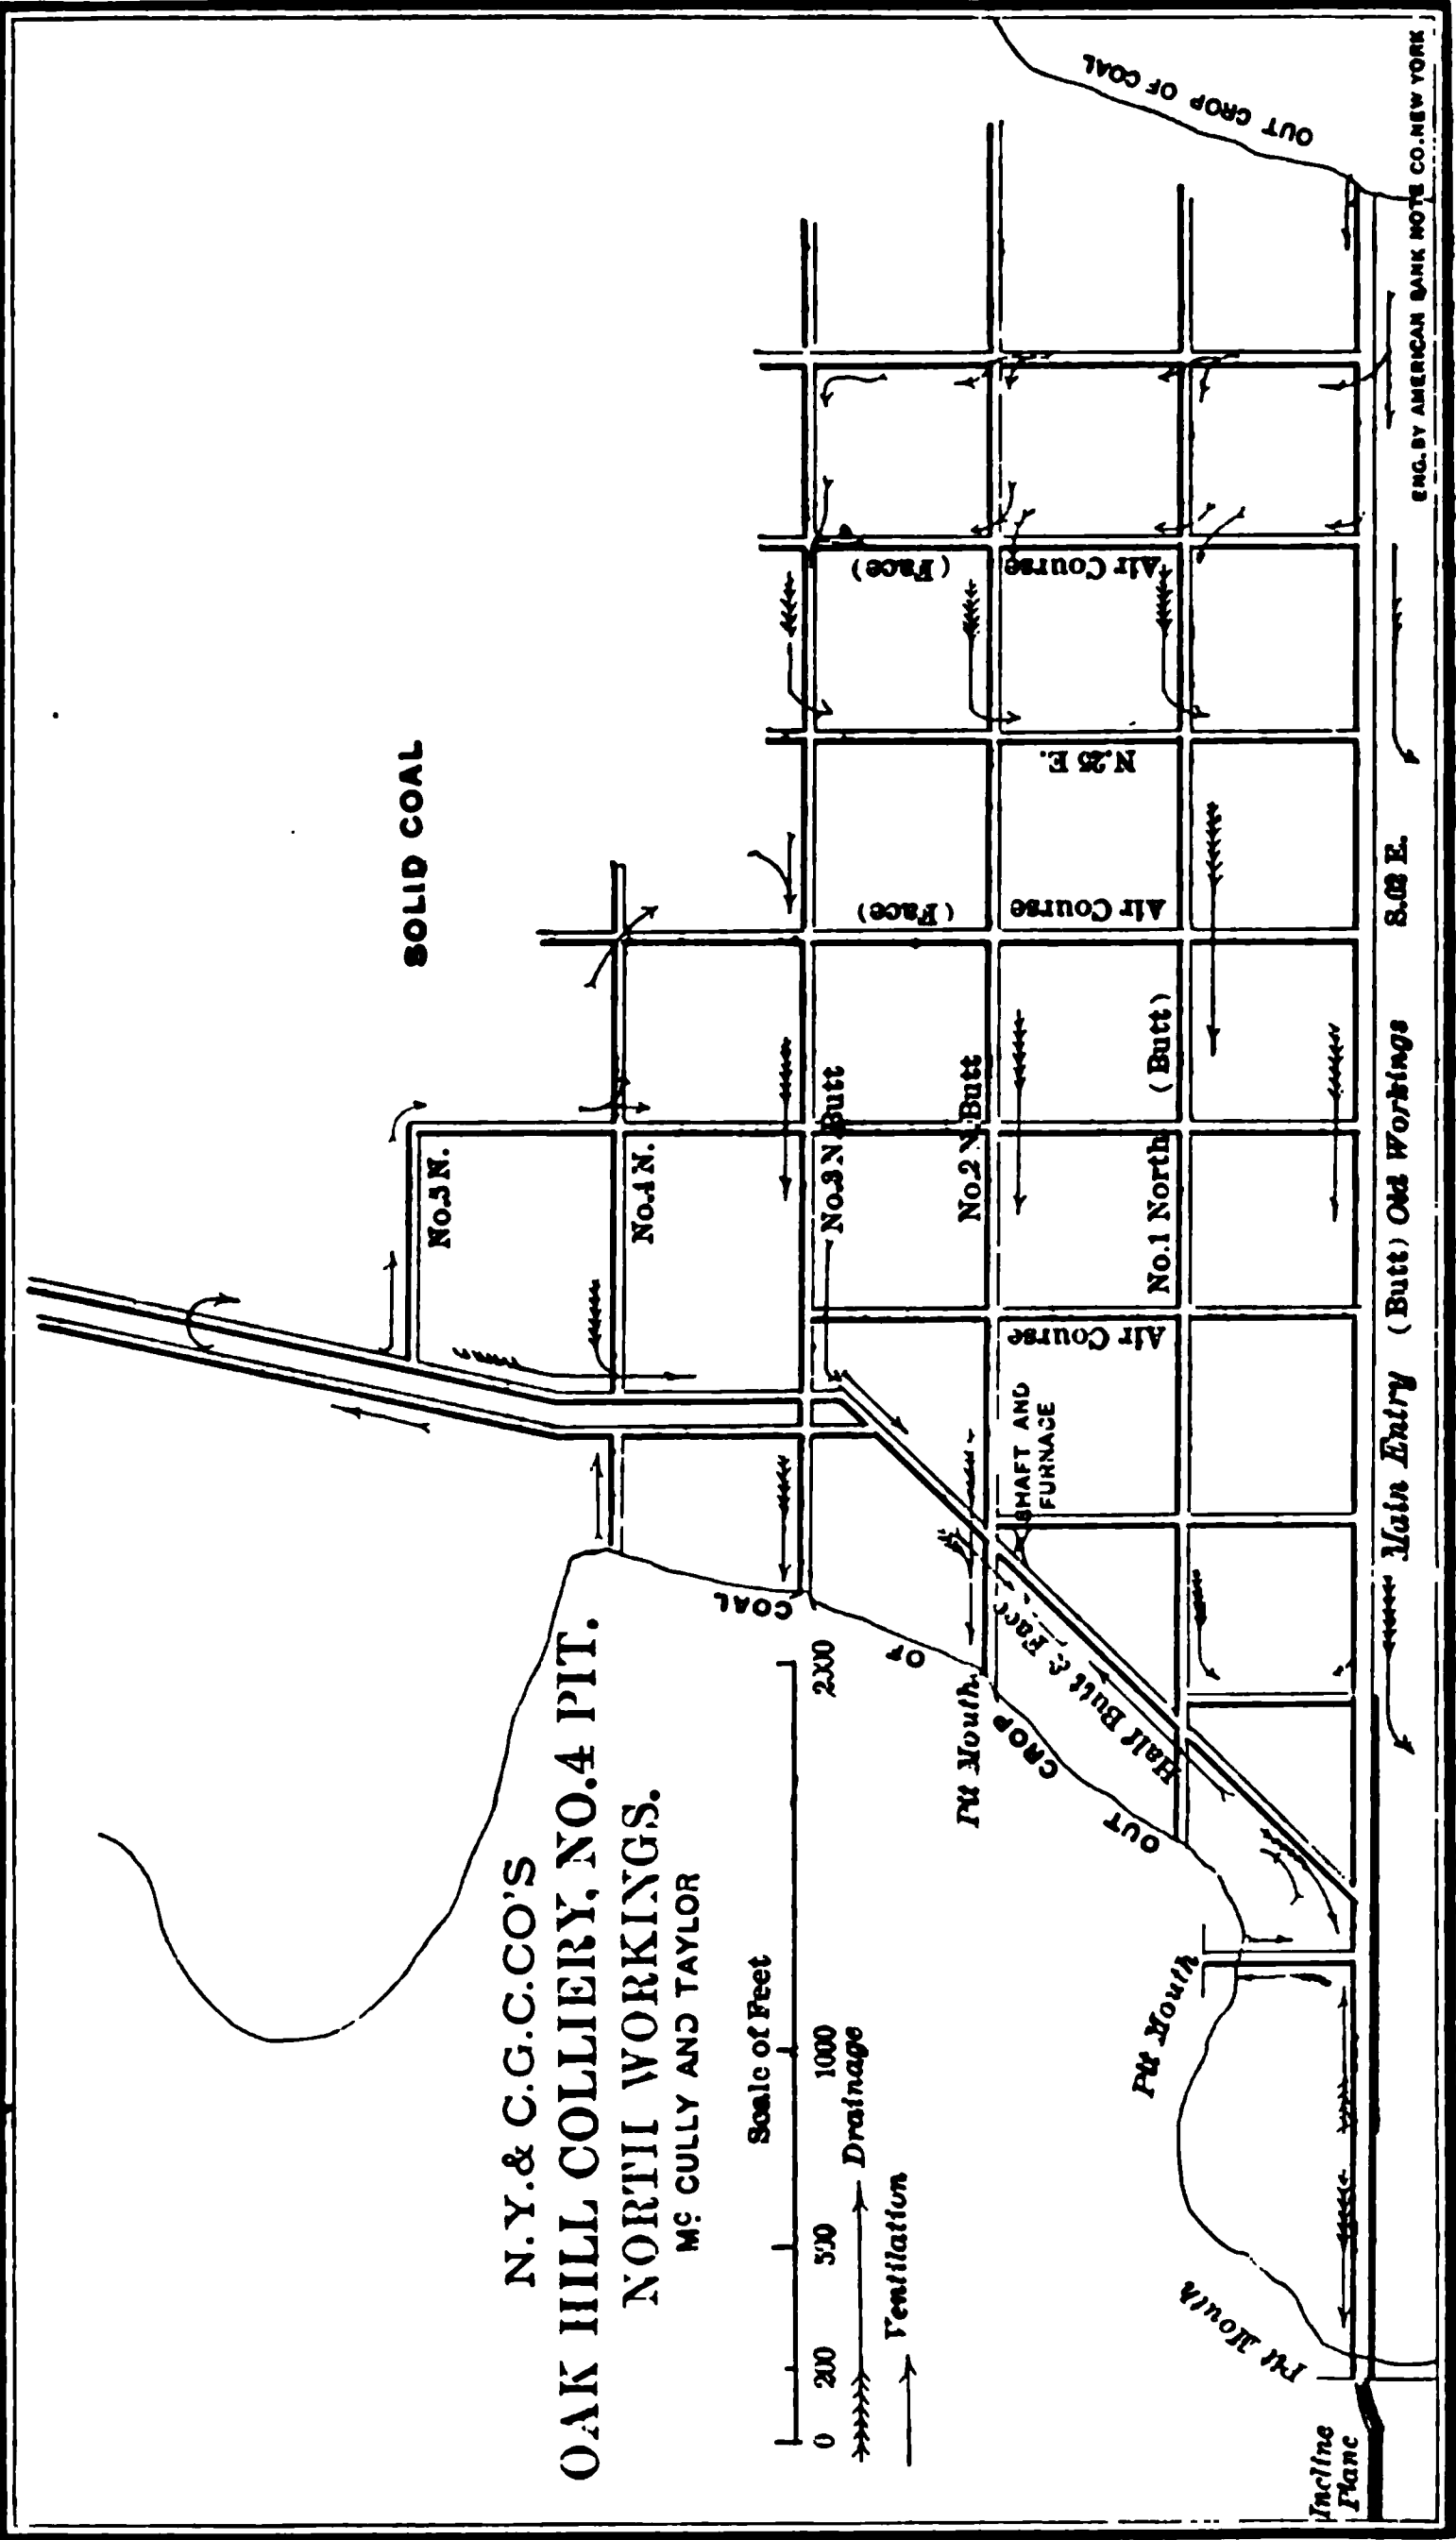 N.Y. & C.G.C.CO'S
OAK HILL COLLIERY, NO.4 PIT.
NORTH WORKINGS.
Mc CULLY AND TAYLOR
Scale of Feet
0 200 500 1000 2000
Drainage
Ventilation
SOLID COAL
No.5 N.
No.4 N.
No.3 N Butt
No.2 N Butt
No.1 North (Butt)
Air Course
(Face)
Air Course
N.25 E.
(Face)
Air Course
SHAFT AND
FURNACE
Half Butt & Face
OUT CROP OF COAL
Pit Mouth
Pit Mouth
Pit Mouth
Incline
Plane
Main Entry (Butt) Old Workings
OUT CROP OF COAL
ENG. BY AMERICAN BANK NOTE CO. NEW YORK